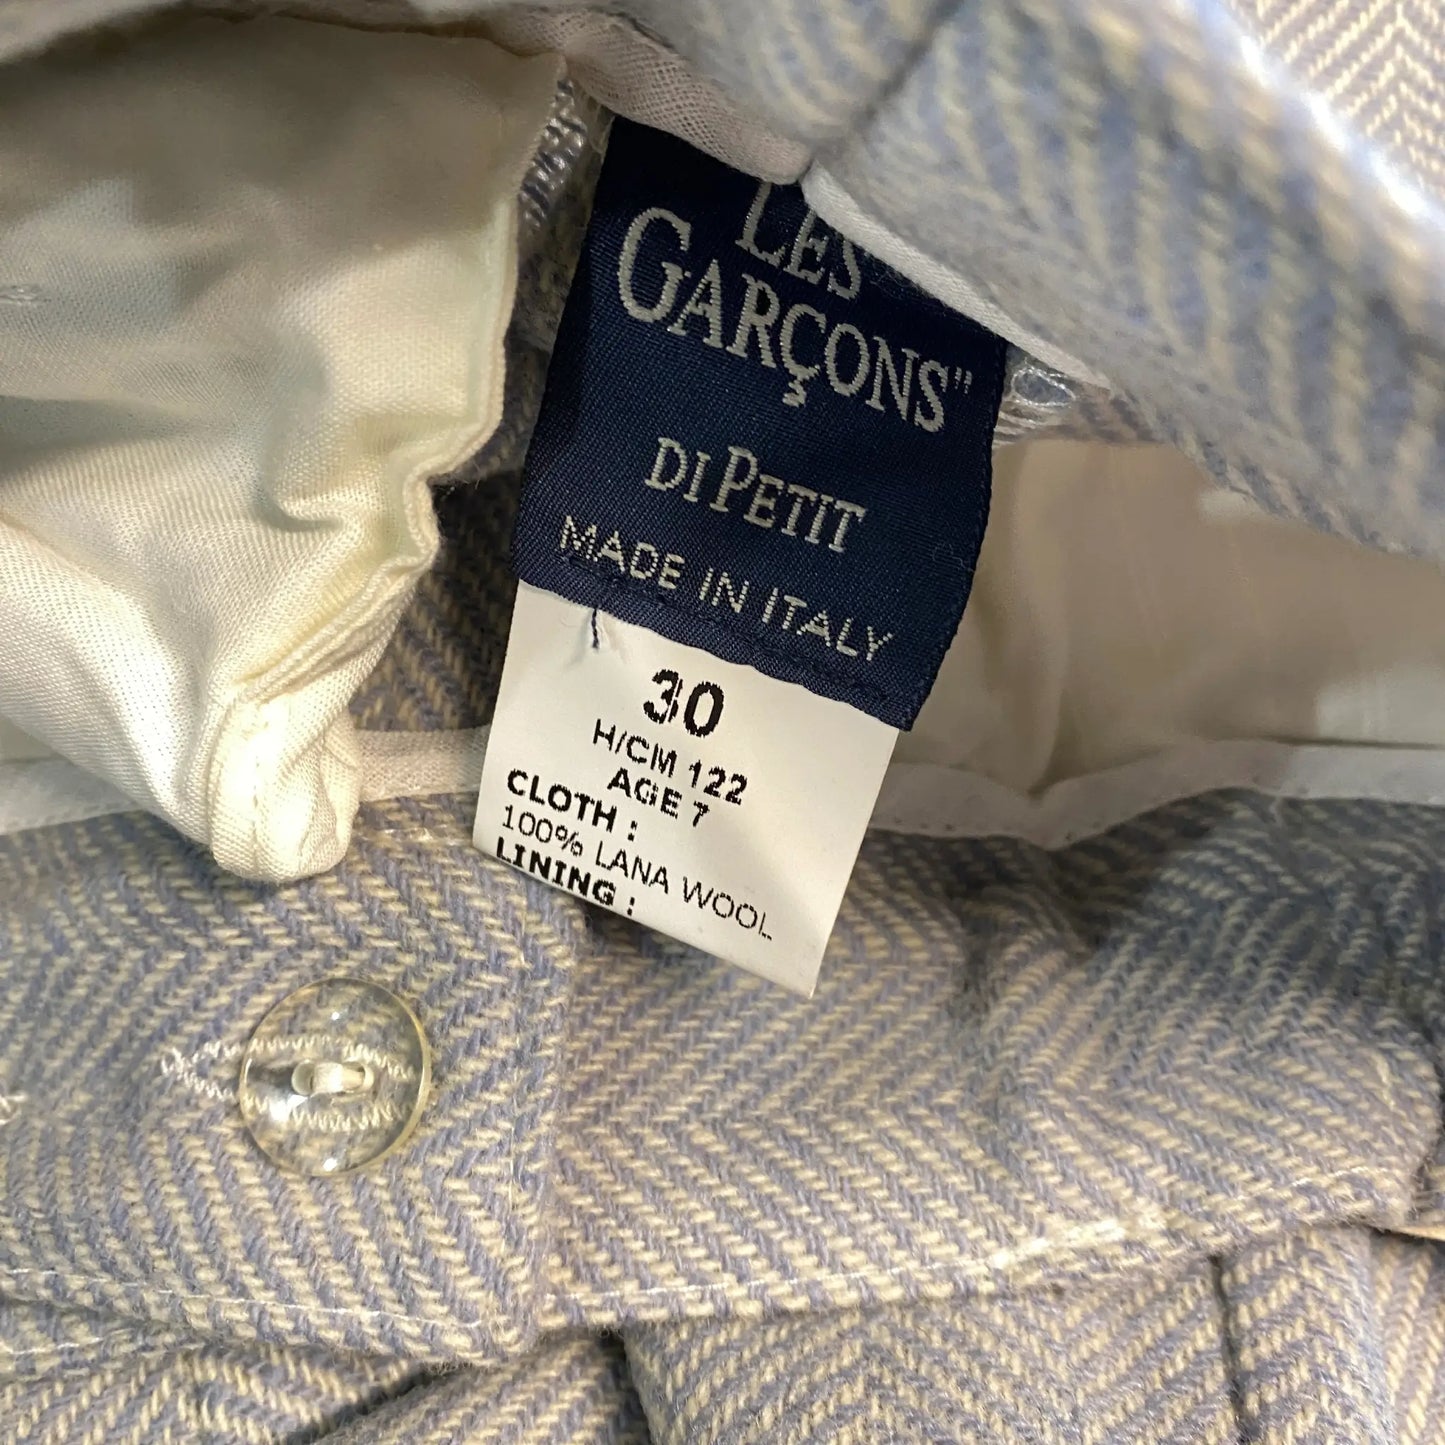 LES
GARÇONS"
DI PETIT
MADE IN ITALY
30
H/CM 122
AGE 7
CLOTH :
100% LANA WOOL
LINING :